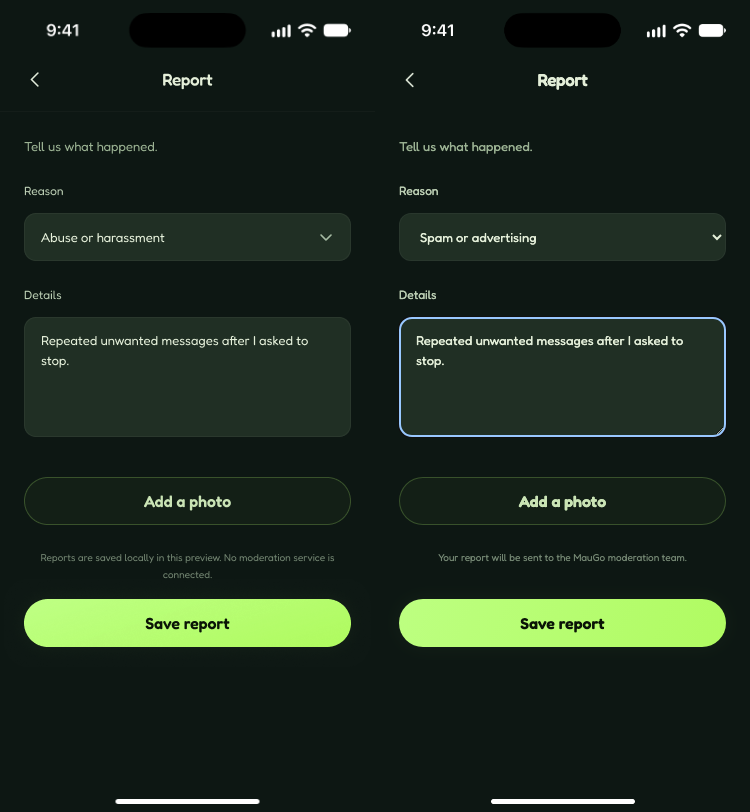 9:41
Report
Tell us what happened.
Reason
Abuse or harassment
Details
Repeated unwanted messages after I asked to
stop.
Add a photo
Reports are saved locally in this preview. No moderation service is
connected.
Save report
9:41
Report
Tell us what happened.
Reason
Spam or advertising
Details
Repeated unwanted messages after I asked to
stop.
Add a photo
Your report will be sent to the MauGo moderation team.
Save report